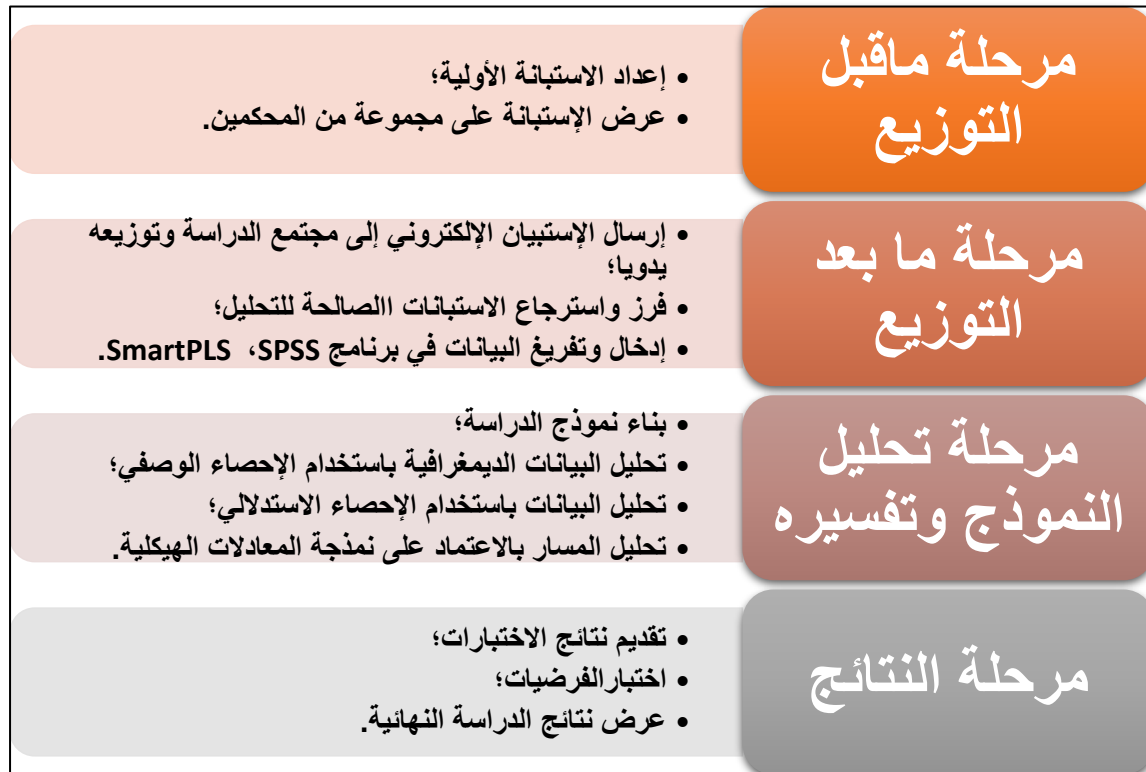 مرحلة ماقبل
التوزيع
• إعداد الاستبانة الأولية؛
• عرض الإستبانة على مجموعة من المحكمين.
مرحلة ما بعد
التوزيع
• إرسال الإستبيان الإلكتروني إلى مجتمع الدراسة وتوزيعه
يدويا؛
• فرز واسترجاع الاستبانات االصالحة للتحليل؛
• إدخال وتفريغ البيانات في برنامج SPSS، SmartPLS.
مرحلة تحليل
النموذج وتفسيره
• بناء نموذج الدراسة؛
• تحليل البيانات الديمغرافية باستخدام الإحصاء الوصفي؛
• تحليل البيانات باستخدام الإحصاء الاستدلالي؛
• تحليل المسار بالاعتماد على نمذجة المعادلات الهيكلية.
مرحلة النتائج
• تقديم نتائج الاختبارات؛
• اختبارالفرضيات؛
• عرض نتائج الدراسة النهائية.